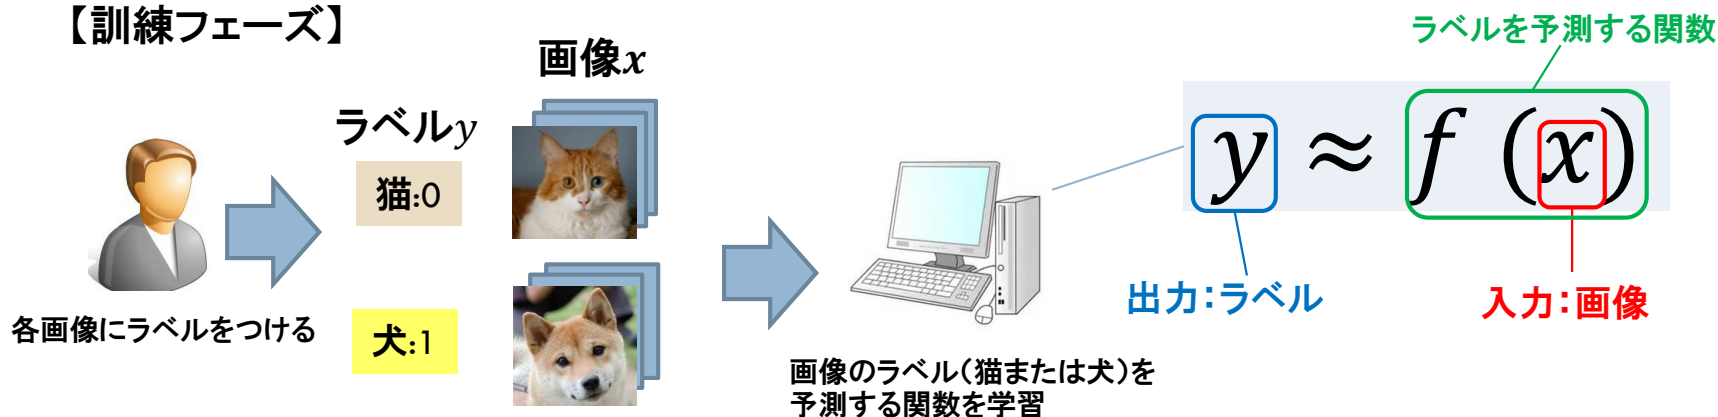 【訓練フェーズ】
画像x
ラベルy
猫:0
犬:1
各画像にラベルをつける
画像のラベル(猫または犬)を
予測する関数を学習
ラベルを予測する関数
y ≈ f (x)
出力:ラベル
入力:画像